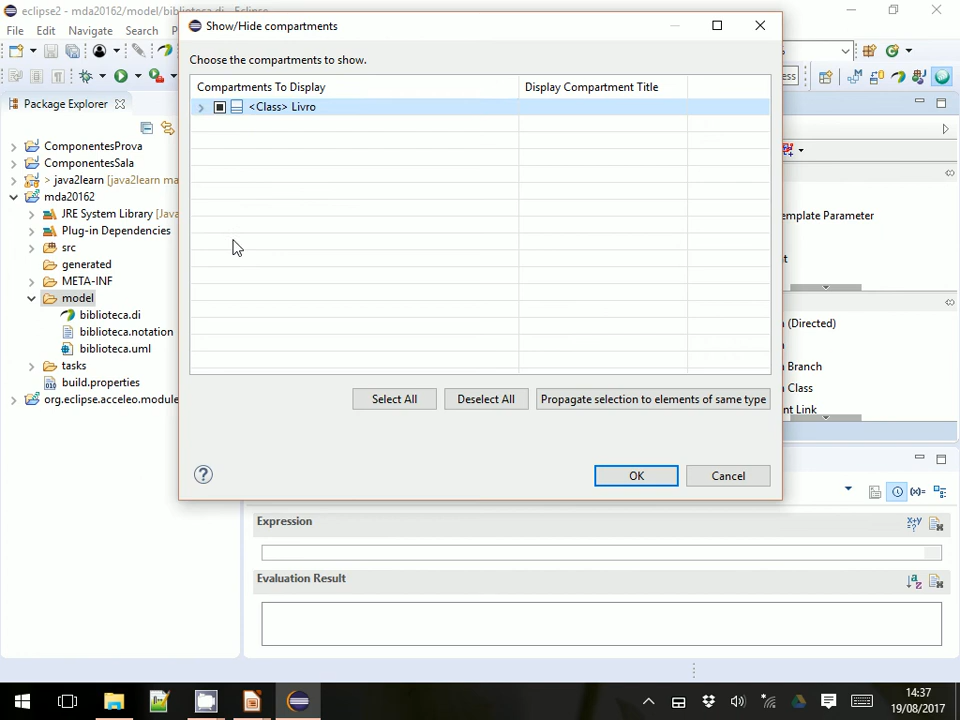 eclipse2 - mda20162/model/biblioteca.di - Eclipse
Show/Hide compartments
File Edit Navigate Search
Choose the compartments to show.
Compartments To Display
Display Compartment Title
<Class> Livro
Package Explorer
ComponentesProva
ComponentesSala
> java2learn [java2learn ma
mda20162
JRE System Library [Java
Plug-in Dependencies
src
generated
META-INF
model
biblioteca.di
biblioteca.notation
biblioteca.uml
tasks
build.properties
org.eclipse.acceleo.module
ess
emplate Parameter
(Directed)
Branch
Class
nt Link
Select All
Deselect All
Propagate selection to elements of same type
OK
Cancel
Expression
Evaluation Result
14:37
19/08/2017